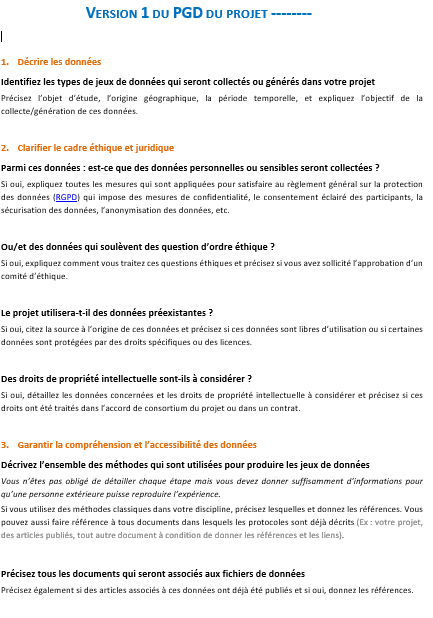 VERSION 1 DU PGD DU PROJET --------
1. Décrire les données
Identifiez les types de jeux de données qui seront collectés ou générés dans votre projet
Précisez l'objet d'étude, l'origine géographique, la période temporelle, et expliquez l'objectif de la
collecte/génération de ces données.
2. Clarifier le cadre éthique et juridique
Parmi ces données : est-ce que des données personnelles ou sensibles seront collectées ?
Si oui, expliquez toutes les mesures qui sont appliquées pour satisfaire au règlement général sur la protection
des données (RGPD) qui impose des mesures de confidentialité, le consentement éclairé des participants, la
sécurisation des données, l'anonymisation des données, etc.
Ou/et des données qui soulèvent des question d'ordre éthique ?
Si oui, expliquez comment vous traitez ces questions éthiques et précisez si vous avez sollicité l'approbation d'un
comité d'éthique.
Le projet utilisera-t-il des données préexistantes ?
Si oui, citez la source à l'origine de ces données et précisez si ces données sont libres d'utilisation ou si certaines
données sont protégées par des droits spécifiques ou des licences.
Des droits de propriété intellectuelle sont-ils à considérer ?
Si oui, détaillez les données concernées et les droits de propriété intellectuelle à considérer et précisez si ces
droits ont été traités dans l'accord de consortium du projet ou dans un contrat.
3. Garantir la compréhension et l'accessibilité des données
Décrivez l'ensemble des méthodes qui sont utilisées pour produire les jeux de données
Vous n'êtes pas obligé de détailler chaque étape mais vous devez donner suffisamment d'informations pour
qu'une personne extérieure puisse reproduire l'expérience.
Si vous utilisez des méthodes classiques dans votre discipline, précisez lesquelles et donnez les références. Vous
pouvez aussi faire référence à tous documents dans lesquels les protocoles sont déjà décrits (Ex : votre projet,
des articles publiés, tout autre document à condition de donner les références et les liens).
Précisez tous les documents qui seront associés aux fichiers de données
Précisez également si des articles associés à ces données ont déjà été publiés et si oui, donnez les références.